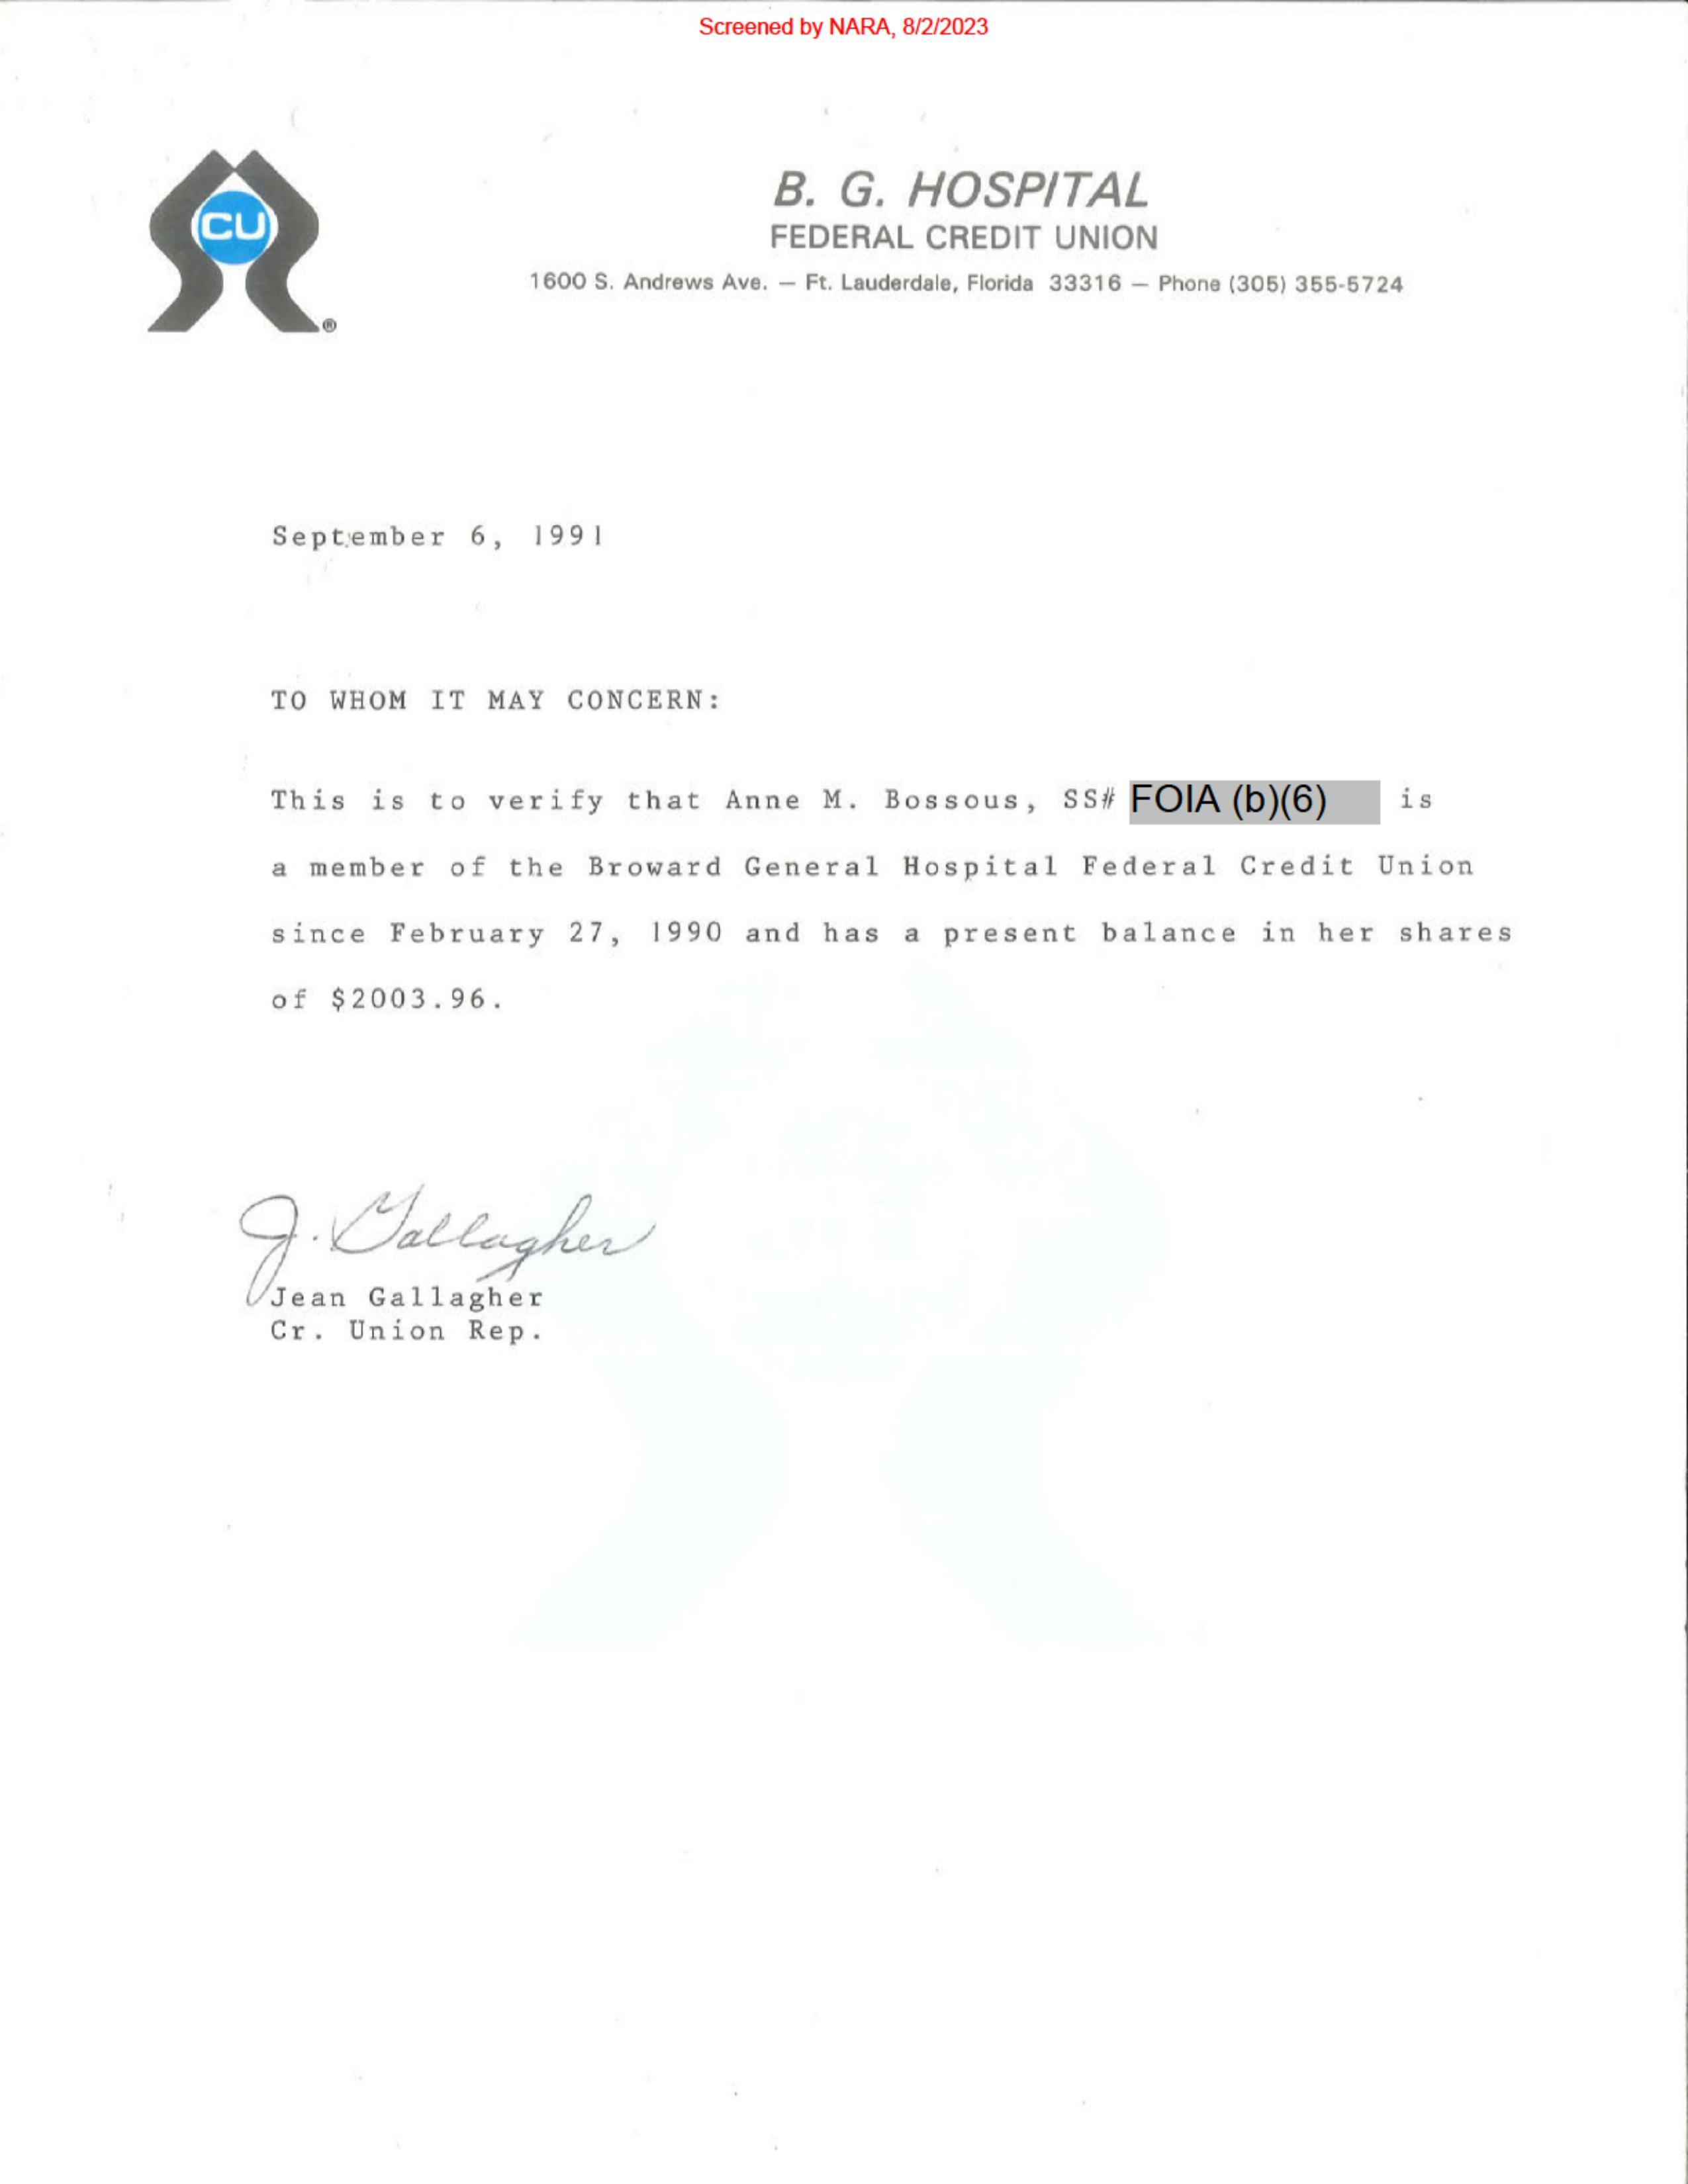 Screened by NARA, 8/2/2023
CU
®
B. G. HOSPITAL
FEDERAL CREDIT UNION
1600 S. Andrews Ave. — Ft. Lauderdale, Florida 33316 — Phone (305) 355-5724
September 6, 1991
TO WHOM IT MAY CONCERN:
This is to verify that Anne M. Bossous, SS# FOIA (b)(6) is
a member of the Broward General Hospital Federal Credit Union
since February 27, 1990 and has a present balance in her shares
of $2003.96.
J. Gallagher
Jean Gallagher
Cr. Union Rep.